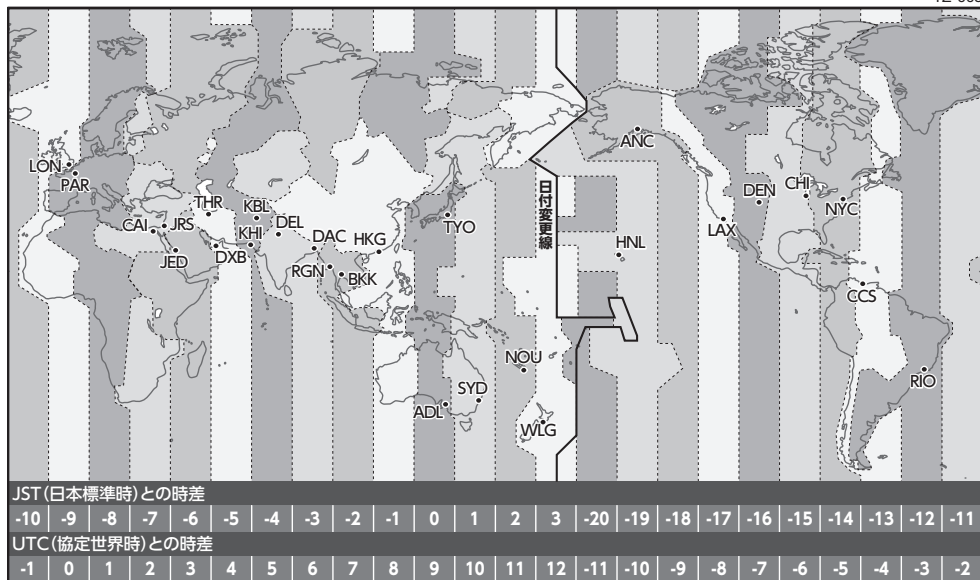 ANC
LON
PAR
DEN
CHI
NYC
THR
KBL
CAI
JRS
KHI
DEL
TYO
LAX
DAC
HKG
HNL
JED
DXB
RGN
BKK
日付変更線
CCS
NOU
SYD
RIO
ADL
WLG
JST(日本標準時)との時差
-10 -9 -8 -7 -6 -5 -4 -3 -2 -1 0 1 2 3 -20 -19 -18 -17 -16 -15 -14 -13 -12 -11
UTC(協定世界時)との時差
-1 0 1 2 3 4 5 6 7 8 9 10 11 12 -11 -10 -9 -8 -7 -6 -5 -4 -3 -2